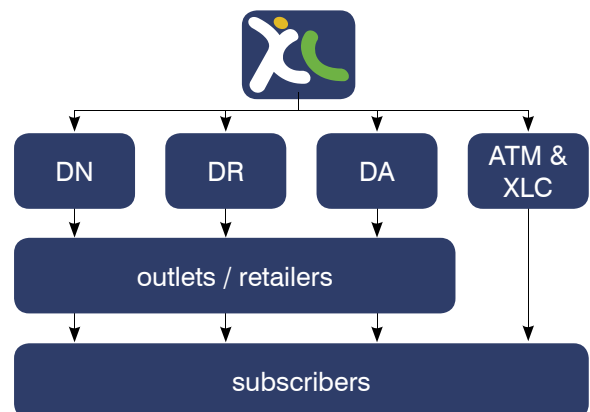 XL
DN
DR
DA
ATM &
XLC
outlets / retailers
subscribers